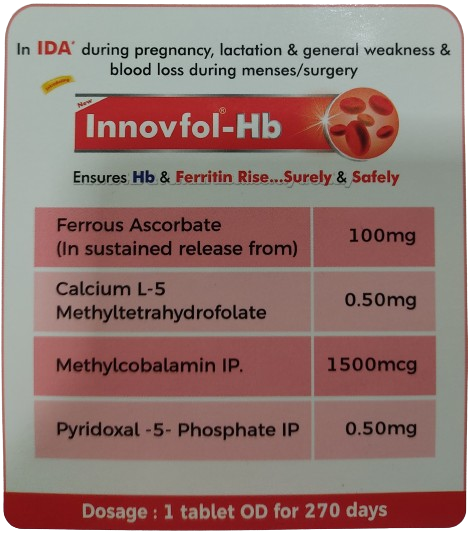 In IDA* during pregnancy, lactation & general weakness &
blood loss during menses/surgery
New
Innovfol®-Hb
Ensures Hb & Ferritin Rise...Surely & Safely
Ferrous Ascorbate
(In sustained release from)
100mg
Calcium L-5
Methyltetrahydrofolate
0.50mg
Methylcobalamin IP.
1500mcg
Pyridoxal -5- Phosphate IP
0.50mg
Dosage : 1 tablet OD for 270 days